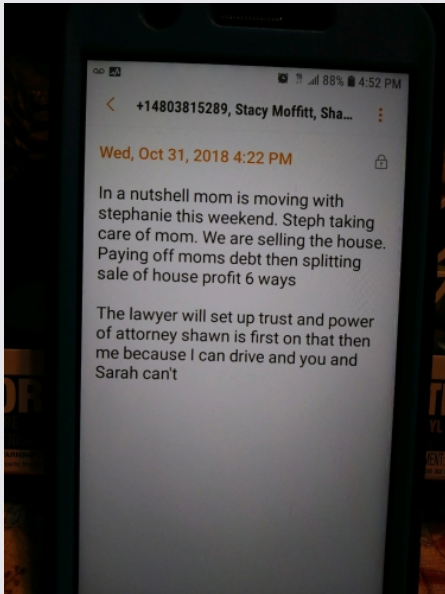 88% 4:52 PM
+14803815289, Stacy Moffitt, Sha...
Wed, Oct 31, 2018 4:22 PM
In a nutshell mom is moving with
stephanie this weekend. Steph taking
care of mom. We are selling the house.
Paying off moms debt then splitting
sale of house profit 6 ways
The lawyer will set up trust and power
of attorney shawn is first on that then
me because I can drive and you and
Sarah can't